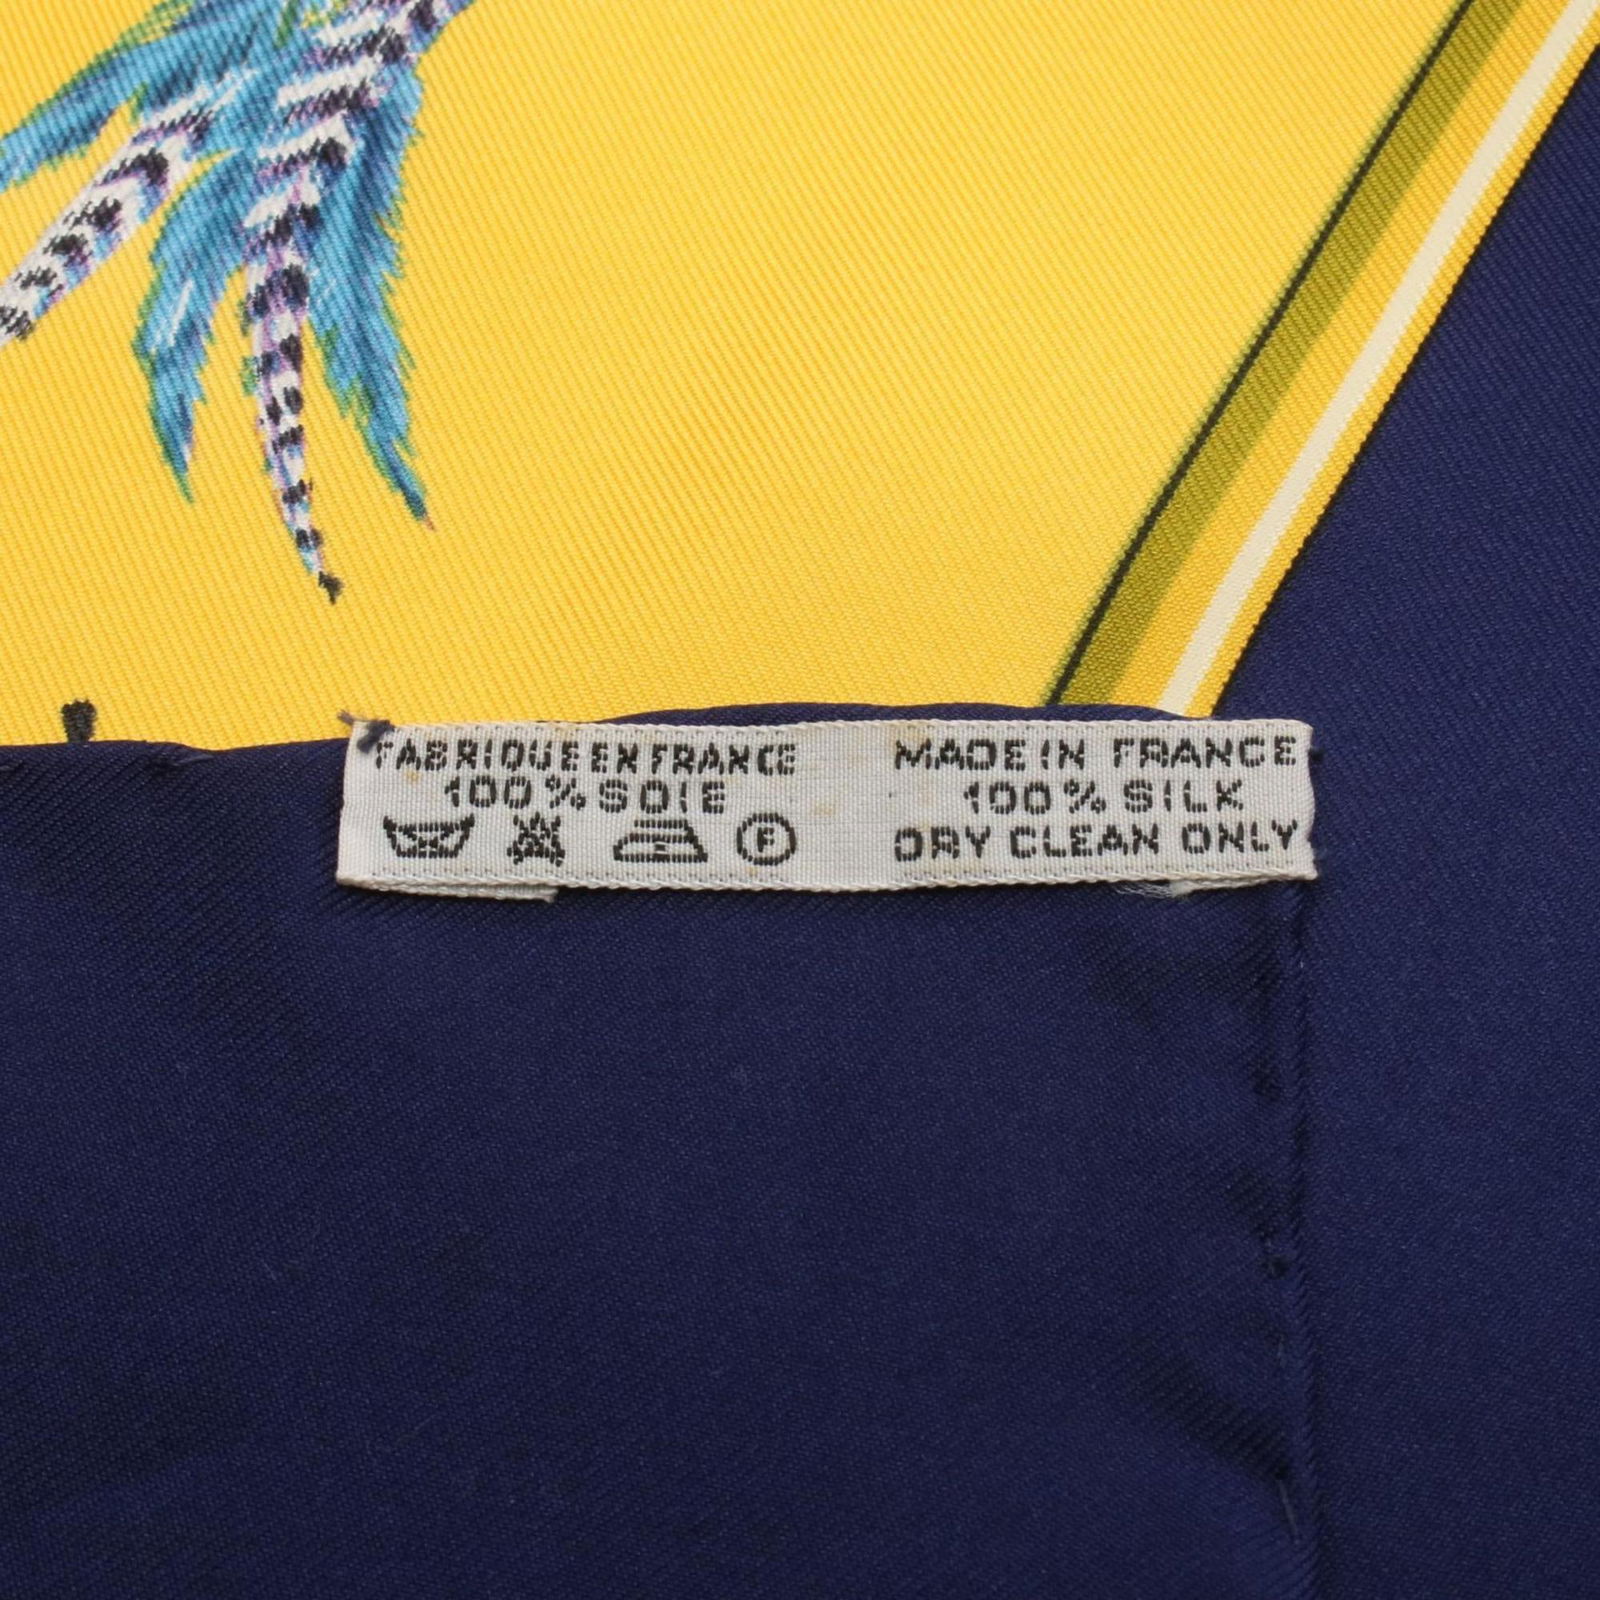 FABRIQUE EN FRANCE
100% SOIE
F
MADE IN FRANCE
100% SILK
DRY CLEAN ONLY